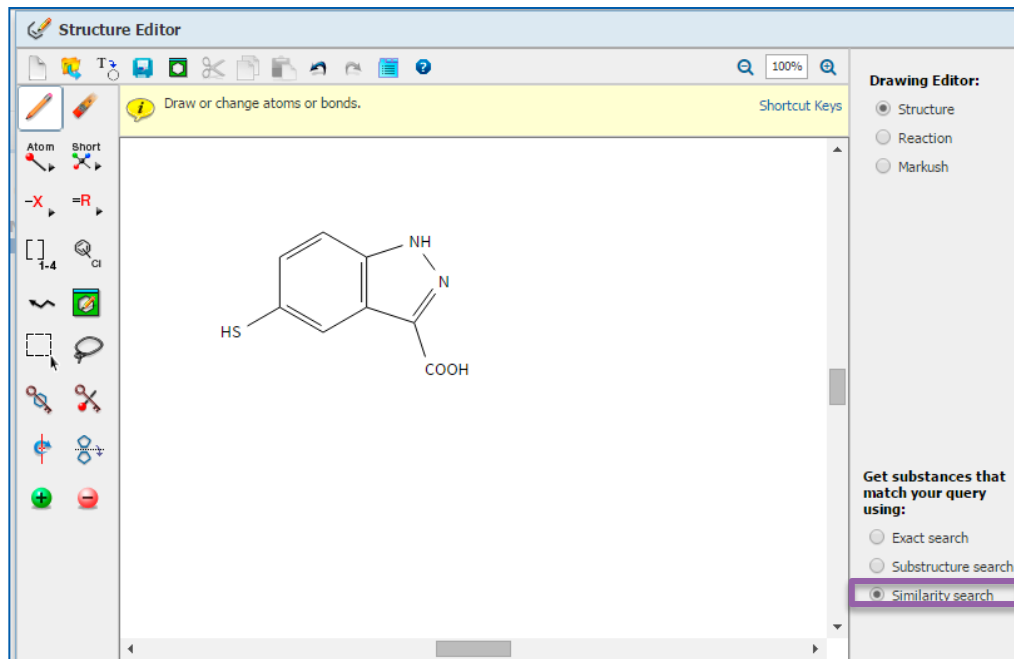 Structure Editor
T
100%
Draw or change atoms or bonds.
Shortcut Keys
Drawing Editor:
Structure
Reaction
Markush
Atom
Short
-X
=R
[ ] 1-4
Cl
NH
N
HS
COOH
Get substances that
match your query
using:
Exact search
Substructure search
Similarity search